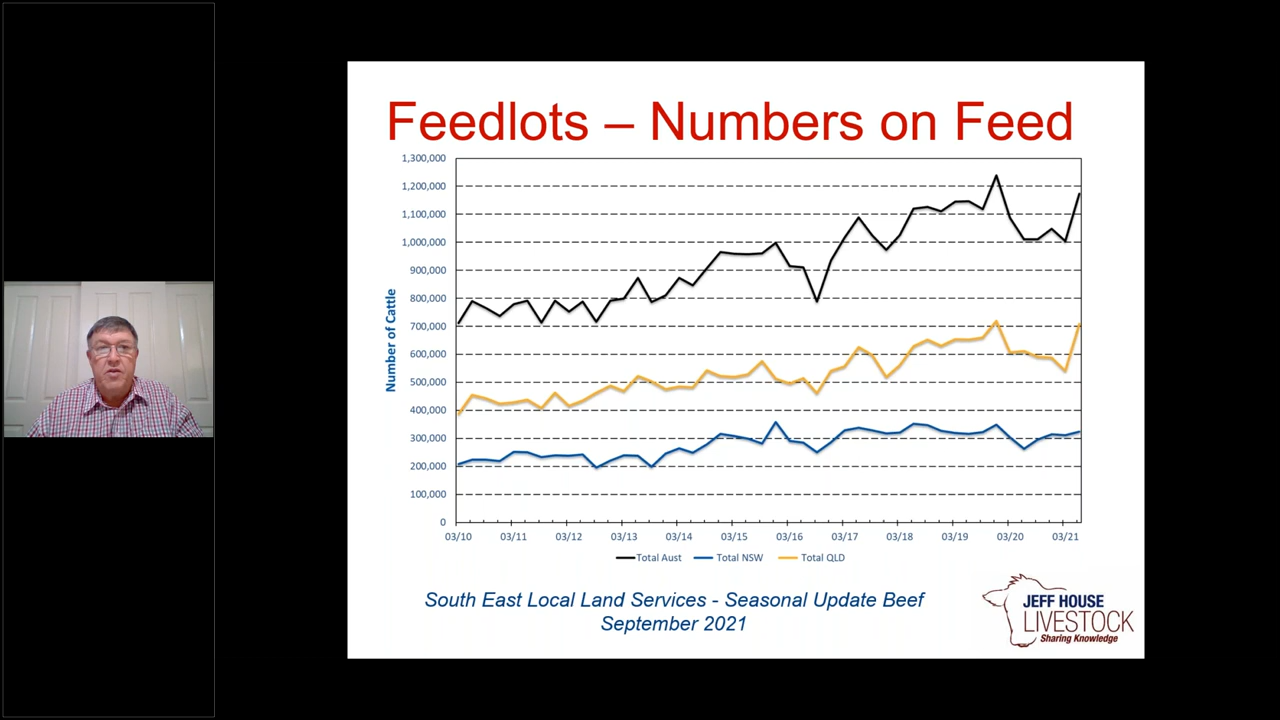 Feedlots – Numbers on Feed
1,300,000
1,200,000
1,100,000
1,000,000
900,000
800,000
700,000
600,000
500,000
400,000
300,000
200,000
100,000
0
Number of Cattle
03/10 03/11 03/12 03/13 03/14 03/15 03/16 03/17 03/18 03/19 03/20 03/21
Total Aust Total NSW Total QLD
South East Local Land Services - Seasonal Update Beef
September 2021
JEFF HOUSE
LIVESTOCK
Sharing Knowledge